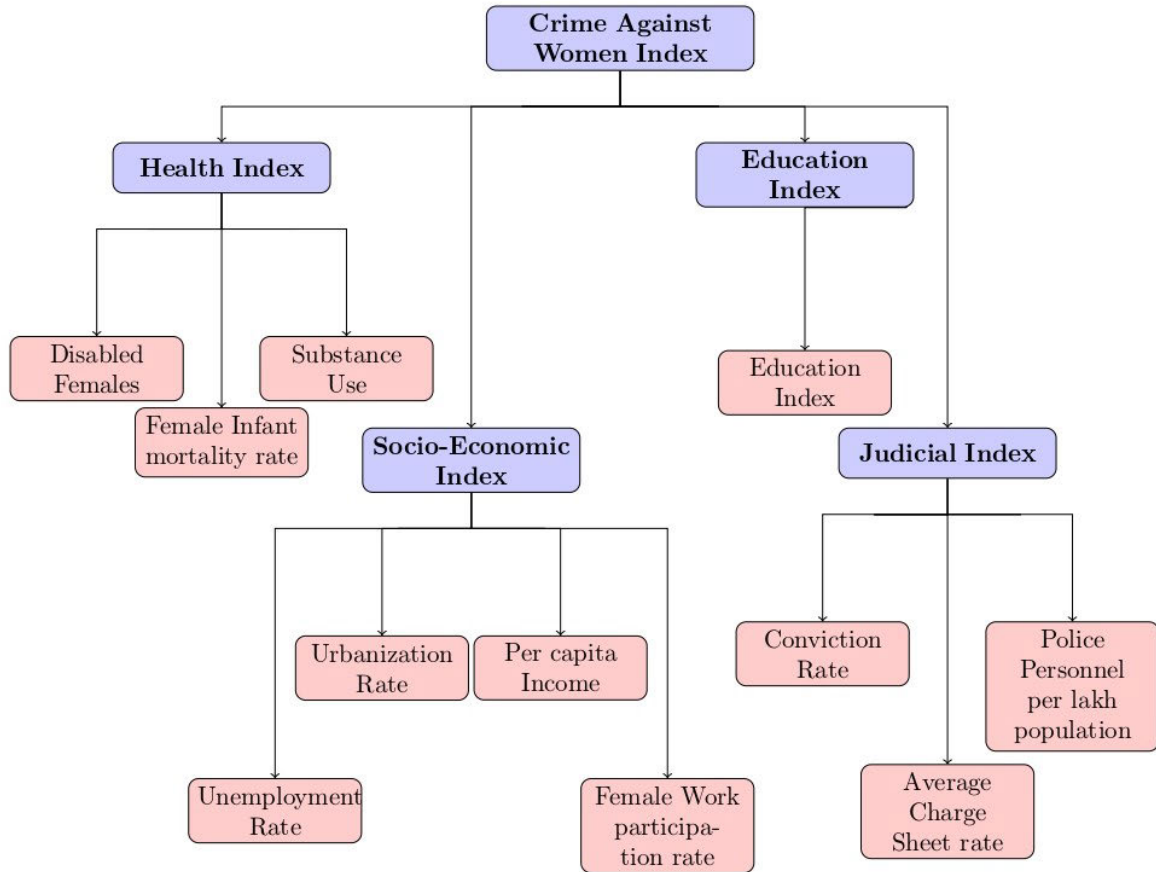 Crime Against
Women Index
Health Index
Education
Index
Disabled
Females
Substance
Use
Female Infant
mortality rate
Education
Index
Socio-Economic
Index
Judicial Index
Urbanization
Rate
Per capita
Income
Conviction
Rate
Police
Personnel
per lakh
population
Unemployment
Rate
Female Work
participa-
tion rate
Average
Charge
Sheet rate